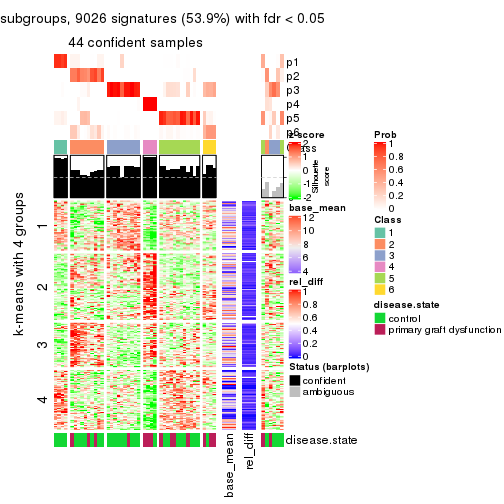 subgroups, 9026 signatures (53.9%) with fdr < 0.05
44 confident samples
p1
p2
p3
p4
p5
p6
Class
k-means with 4 groups
1
2
3
4
base_mean
rel_diff
disease.state
z-score
2
1
0
-1
-2
Silhouette
score
base_mean
12
10
8
6
4
rel_diff
1
0.8
0.6
0.4
0.2
0
Status (barplots)
confident
ambiguous
Prob
1
0.8
0.6
0.4
0.2
0
Class
1
2
3
4
5
6
disease.state
control
primary graft dysfunction